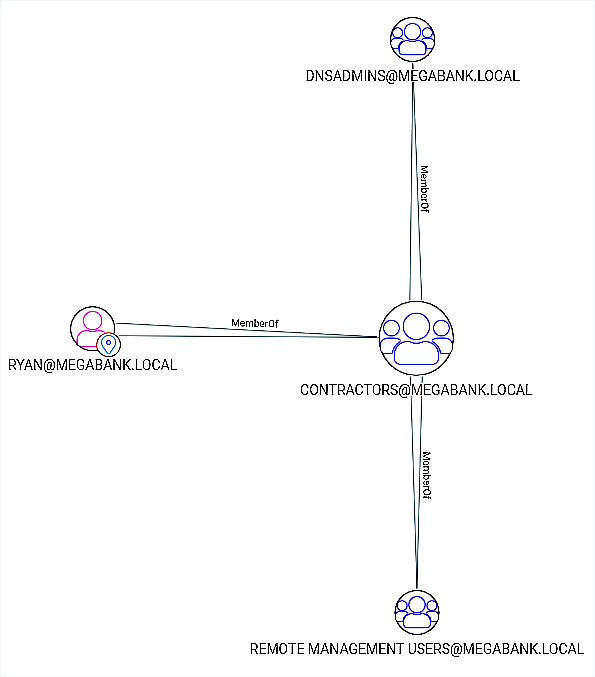 DNSADMINS@MEGABANK.LOCAL
MemberOf
MemberOf
RYAN@MEGABANK.LOCAL
CONTRACTORS@MEGABANK.LOCAL
MemberOf
REMOTE MANAGEMENT USERS@MEGABANK.LOCAL